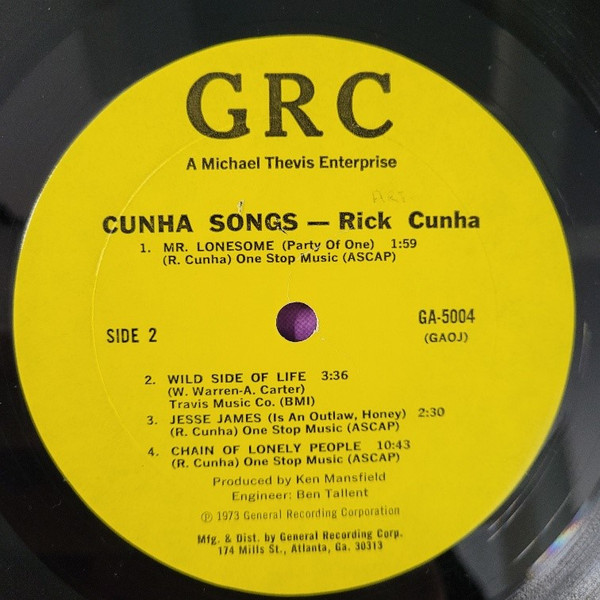 GRC
A Michael Thevis Enterprise
CUNHA SONGS — Rick Cunha
1. MR. LONESOME (Party Of One) 1:59
(R. Cunha) One Stop Music (ASCAP)
SIDE 2
GA-5004
(GAOJ)
2. WILD SIDE OF LIFE 3:36
(W. Warren-A. Carter)
Travis Music Co. (BMI)
3. JESSE JAMES (Is An Outlaw, Honey) 2:30
(R. Cunha) One Stop Music (ASCAP)
4. CHAIN OF LONELY PEOPLE 10:43
(R. Cunha) One Stop Music (ASCAP)
Produced by Ken Mansfield
Engineer: Ben Tallent
℗ 1973 General Recording Corporation
Mfg. & Dist. by General Recording Corp.
174 Mills St., Atlanta, Ga. 30313